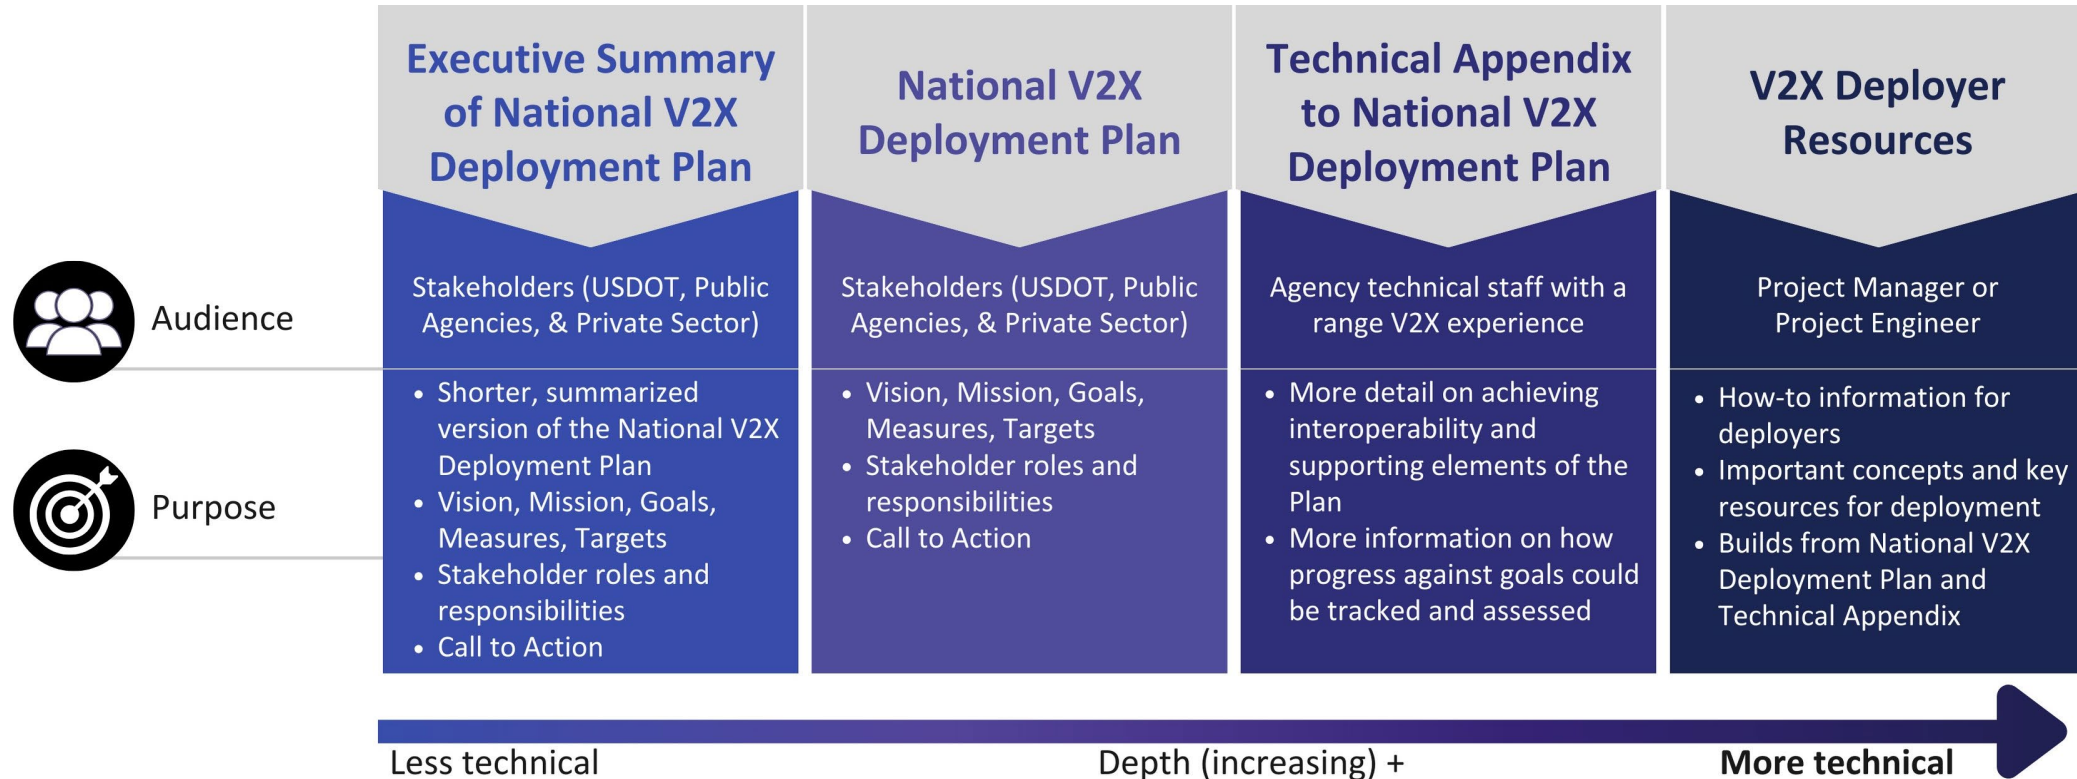 Executive Summary
of National V2X
Deployment Plan
National V2X
Deployment Plan
Technical Appendix
to National V2X
Deployment Plan
V2X Deployer
Resources
Audience
Stakeholders (USDOT, Public
Agencies, & Private Sector)
Stakeholders (USDOT, Public
Agencies, & Private Sector)
Agency technical staff with a
range V2X experience
Project Manager or
Project Engineer
Purpose
• Shorter, summarized
version of the National V2X
Deployment Plan
• Vision, Mission, Goals,
Measures, Targets
• Stakeholder roles and
responsibilities
• Call to Action
• Vision, Mission, Goals,
Measures, Targets
• Stakeholder roles and
responsibilities
• Call to Action
• More detail on achieving
interoperability and
supporting elements of the
Plan
• More information on how
progress against goals could
be tracked and assessed
• How-to information for
deployers
• Important concepts and key
resources for deployment
• Builds from National V2X
Deployment Plan and
Technical Appendix
Less technical
Depth (increasing) +
More technical